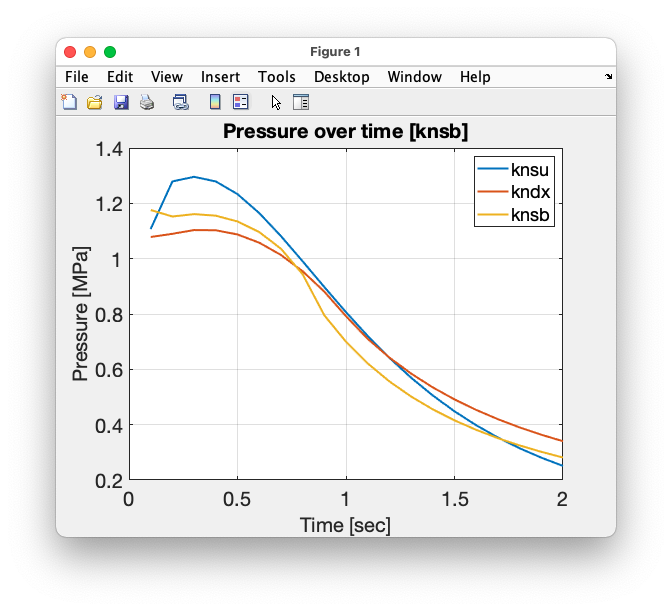 Figure 1
File Edit View Insert Tools Desktop Window Help
Pressure over time [knsb]
1.4
1.2
1
0.8
0.6
0.4
0.2
Pressure [MPa]
knsu
kndx
knsb
0 0.5 1 1.5 2
Time [sec]